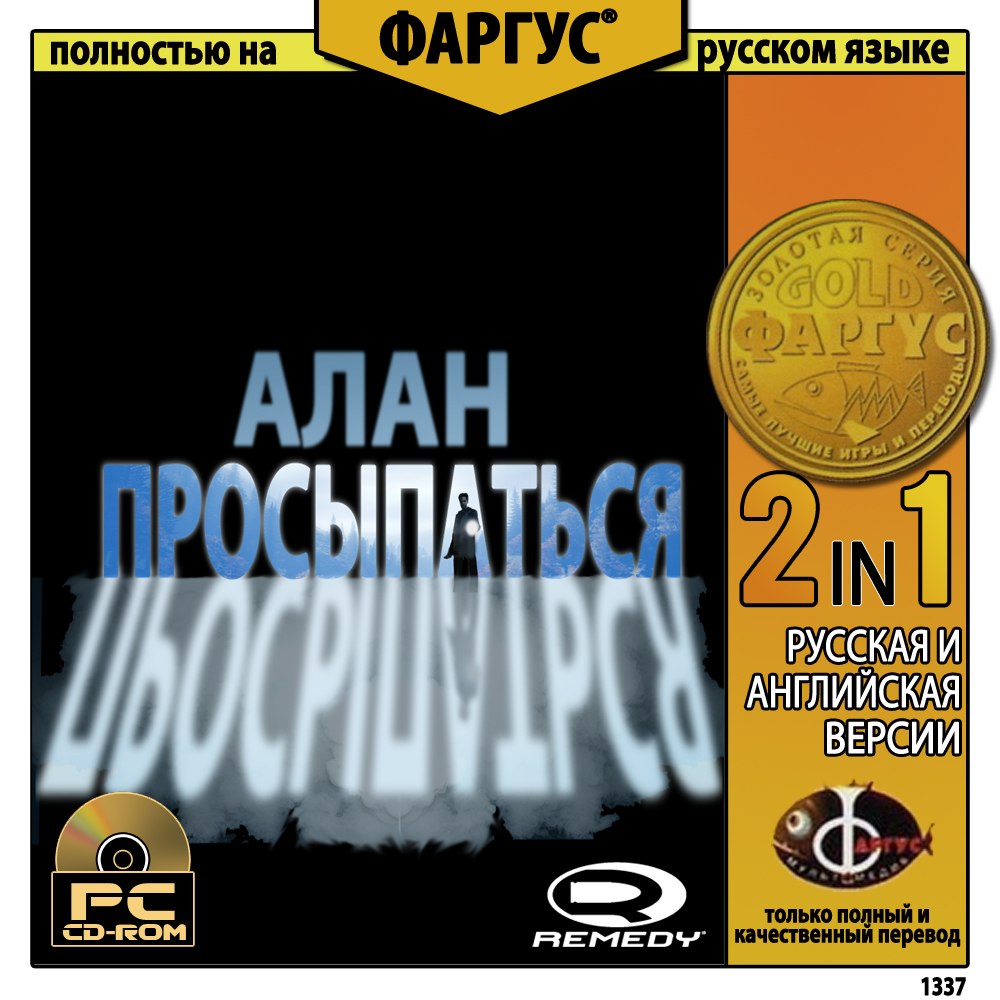 ФАРГУС®
полностью на русском языке
ЗОЛОТАЯ СЕРИЯ
GOLD
ФАРГУС
САМЫЕ ЛУЧШИЕ ИГРЫ И ПЕРЕВОДЫ
АЛАН
ПРОСЫПАТЬСЯ
2 IN 1
РУССКАЯ И
АНГЛИЙСКАЯ
ВЕРСИИ
ФАРГУС
МУЛЬТИМЕДИА
PC
CD-ROM
REMEDY
только полный и
качественный перевод
1337